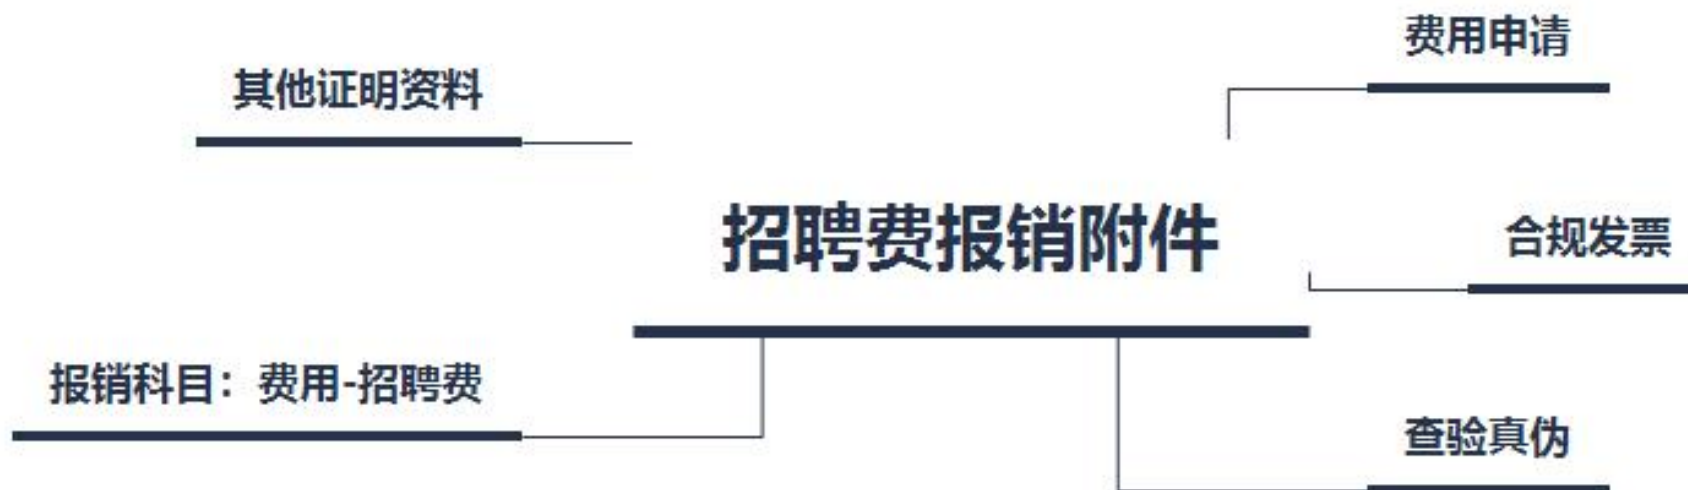 费用申请
其他证明资料
招聘费报销附件
合规发票
报销科目：费用-招聘费
查验真伪